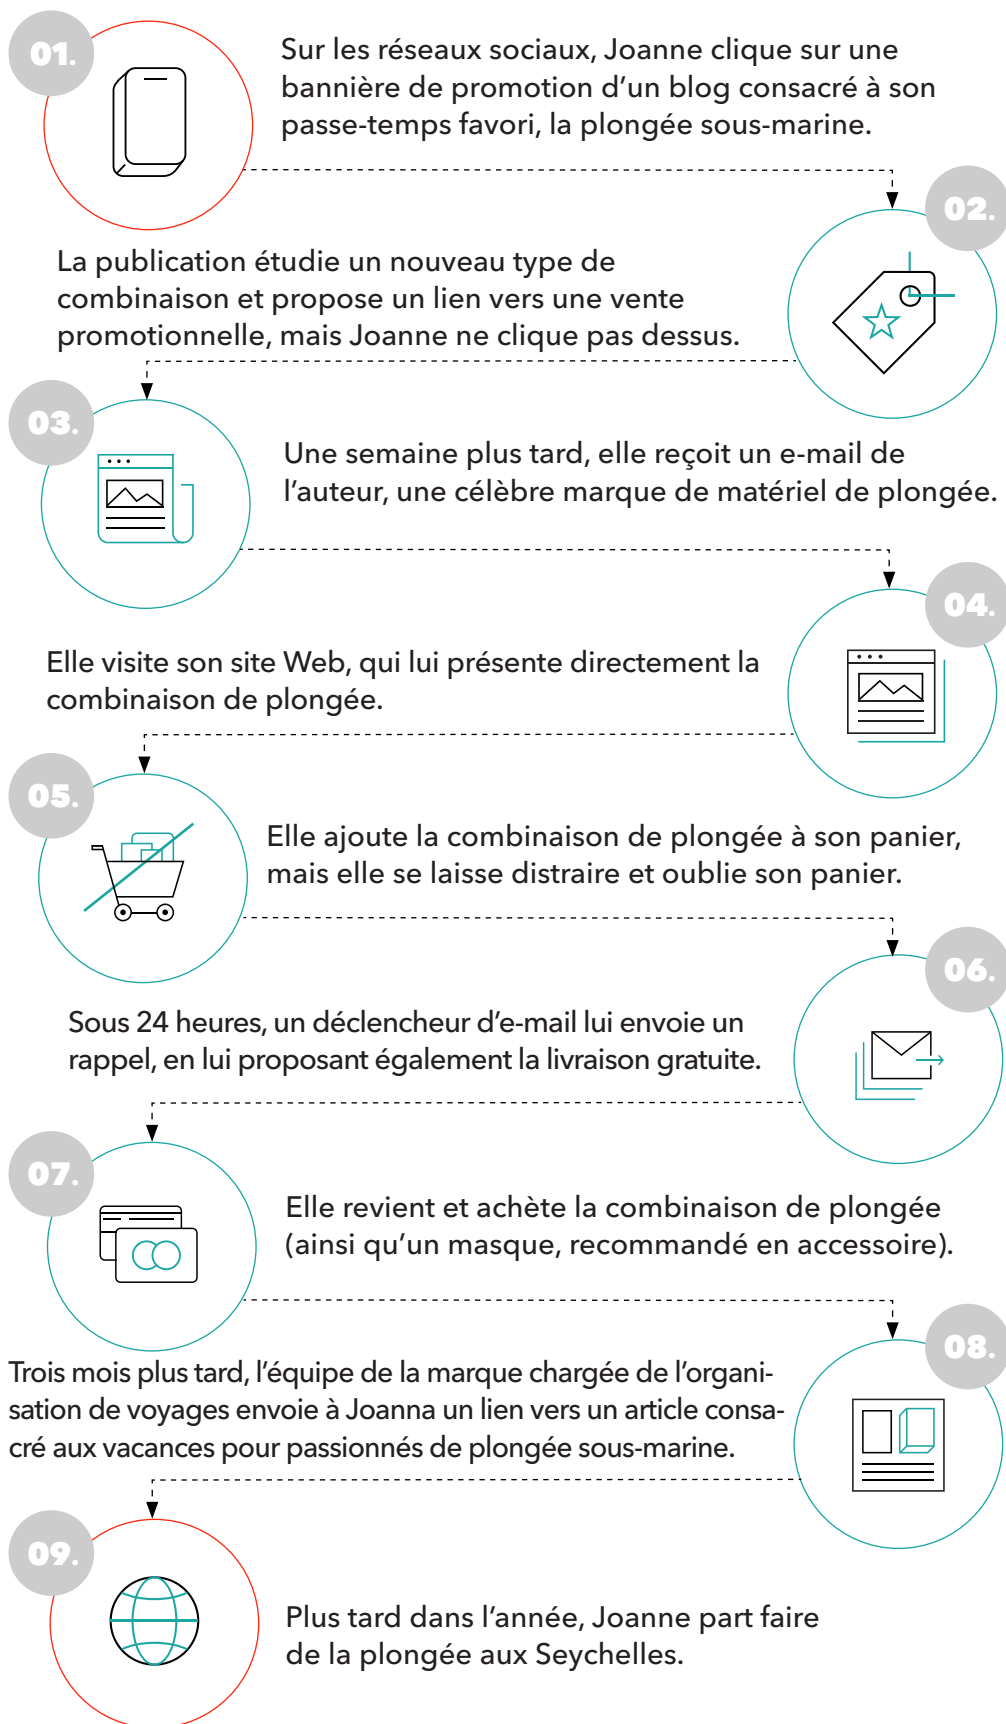 01.
Sur les réseaux sociaux, Joanne clique sur une
bannière de promotion d’un blog consacré à son
passe-temps favori, la plongée sous-marine.
02.
La publication étudie un nouveau type de
combinaison et propose un lien vers une vente
promotionnelle, mais Joanne ne clique pas dessus.
03.
Une semaine plus tard, elle reçoit un e-mail de
l’auteur, une célèbre marque de matériel de plongée.
04.
Elle visite son site Web, qui lui présente directement la
combinaison de plongée.
05.
Elle ajoute la combinaison de plongée à son panier,
mais elle se laisse distraire et oublie son panier.
06.
Sous 24 heures, un déclencheur d’e-mail lui envoie un
rappel, en lui proposant également la livraison gratuite.
07.
Elle revient et achète la combinaison de plongée
(ainsi qu’un masque, recommandé en accessoire).
08.
Trois mois plus tard, l’équipe de la marque chargée de l’organi-
sation de voyages envoie à Joanna un lien vers un article consa-
cré aux vacances pour passionnés de plongée sous-marine.
09.
Plus tard dans l’année, Joanne part faire
de la plongée aux Seychelles.